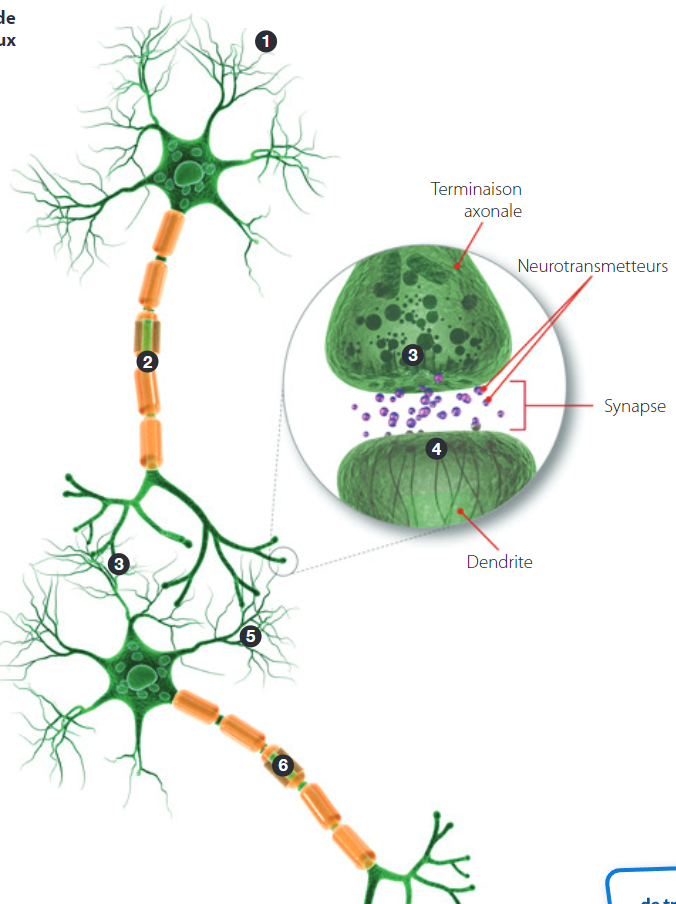 de
ux
1
Terminaison
axonale
Neurotransmetteurs
3
2
Synapse
4
Dendrite
3
5
6